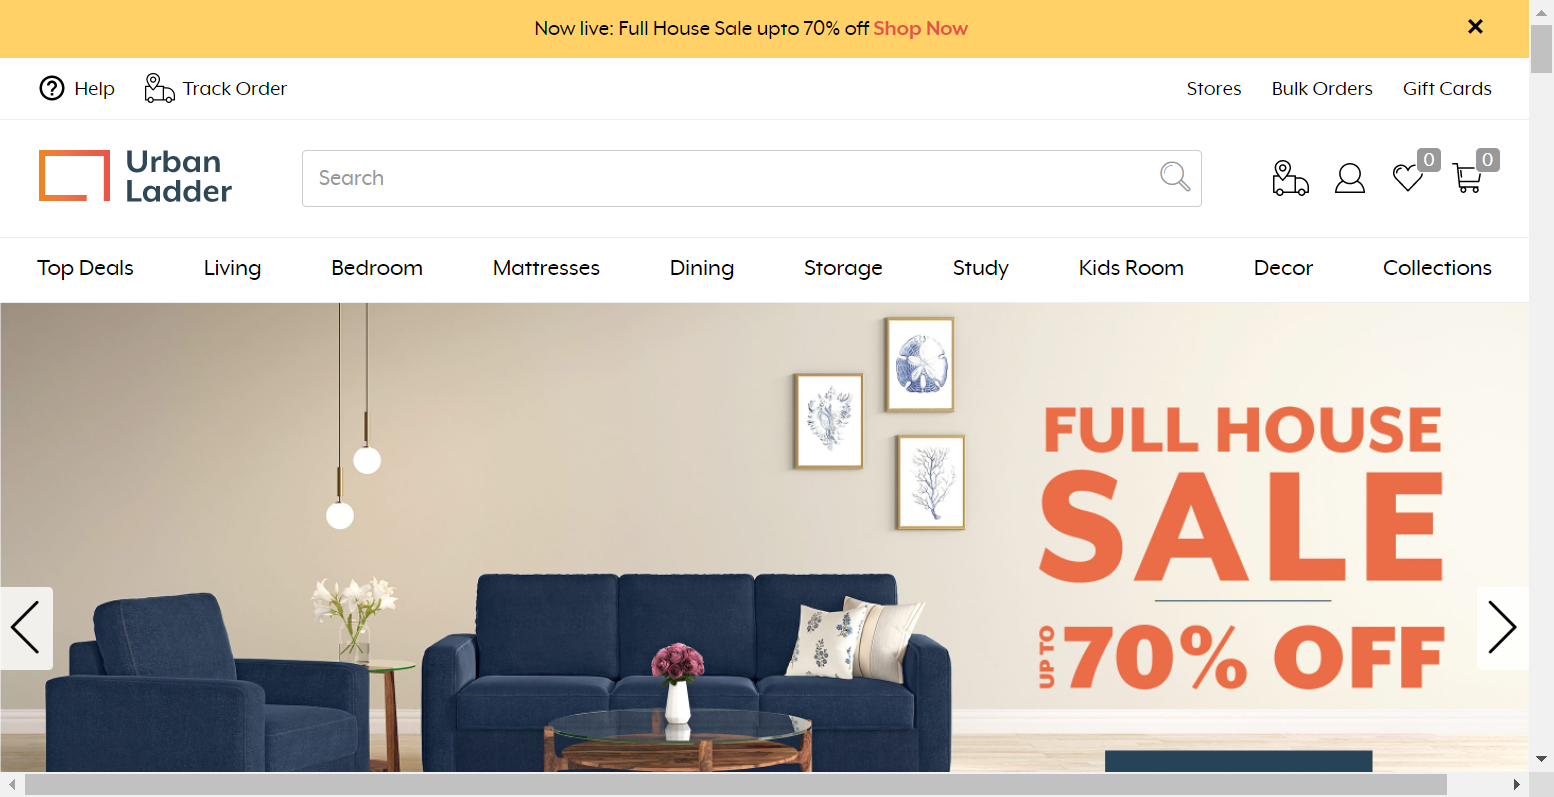 Now live: Full House Sale upto 70% off Shop Now
Help
Track Order
Stores
Bulk Orders
Gift Cards
Urban
Ladder
Search
0
0
Top Deals
Living
Bedroom
Mattresses
Dining
Storage
Study
Kids Room
Decor
Collections
FULL HOUSE
SALE
UP TO
70% OFF